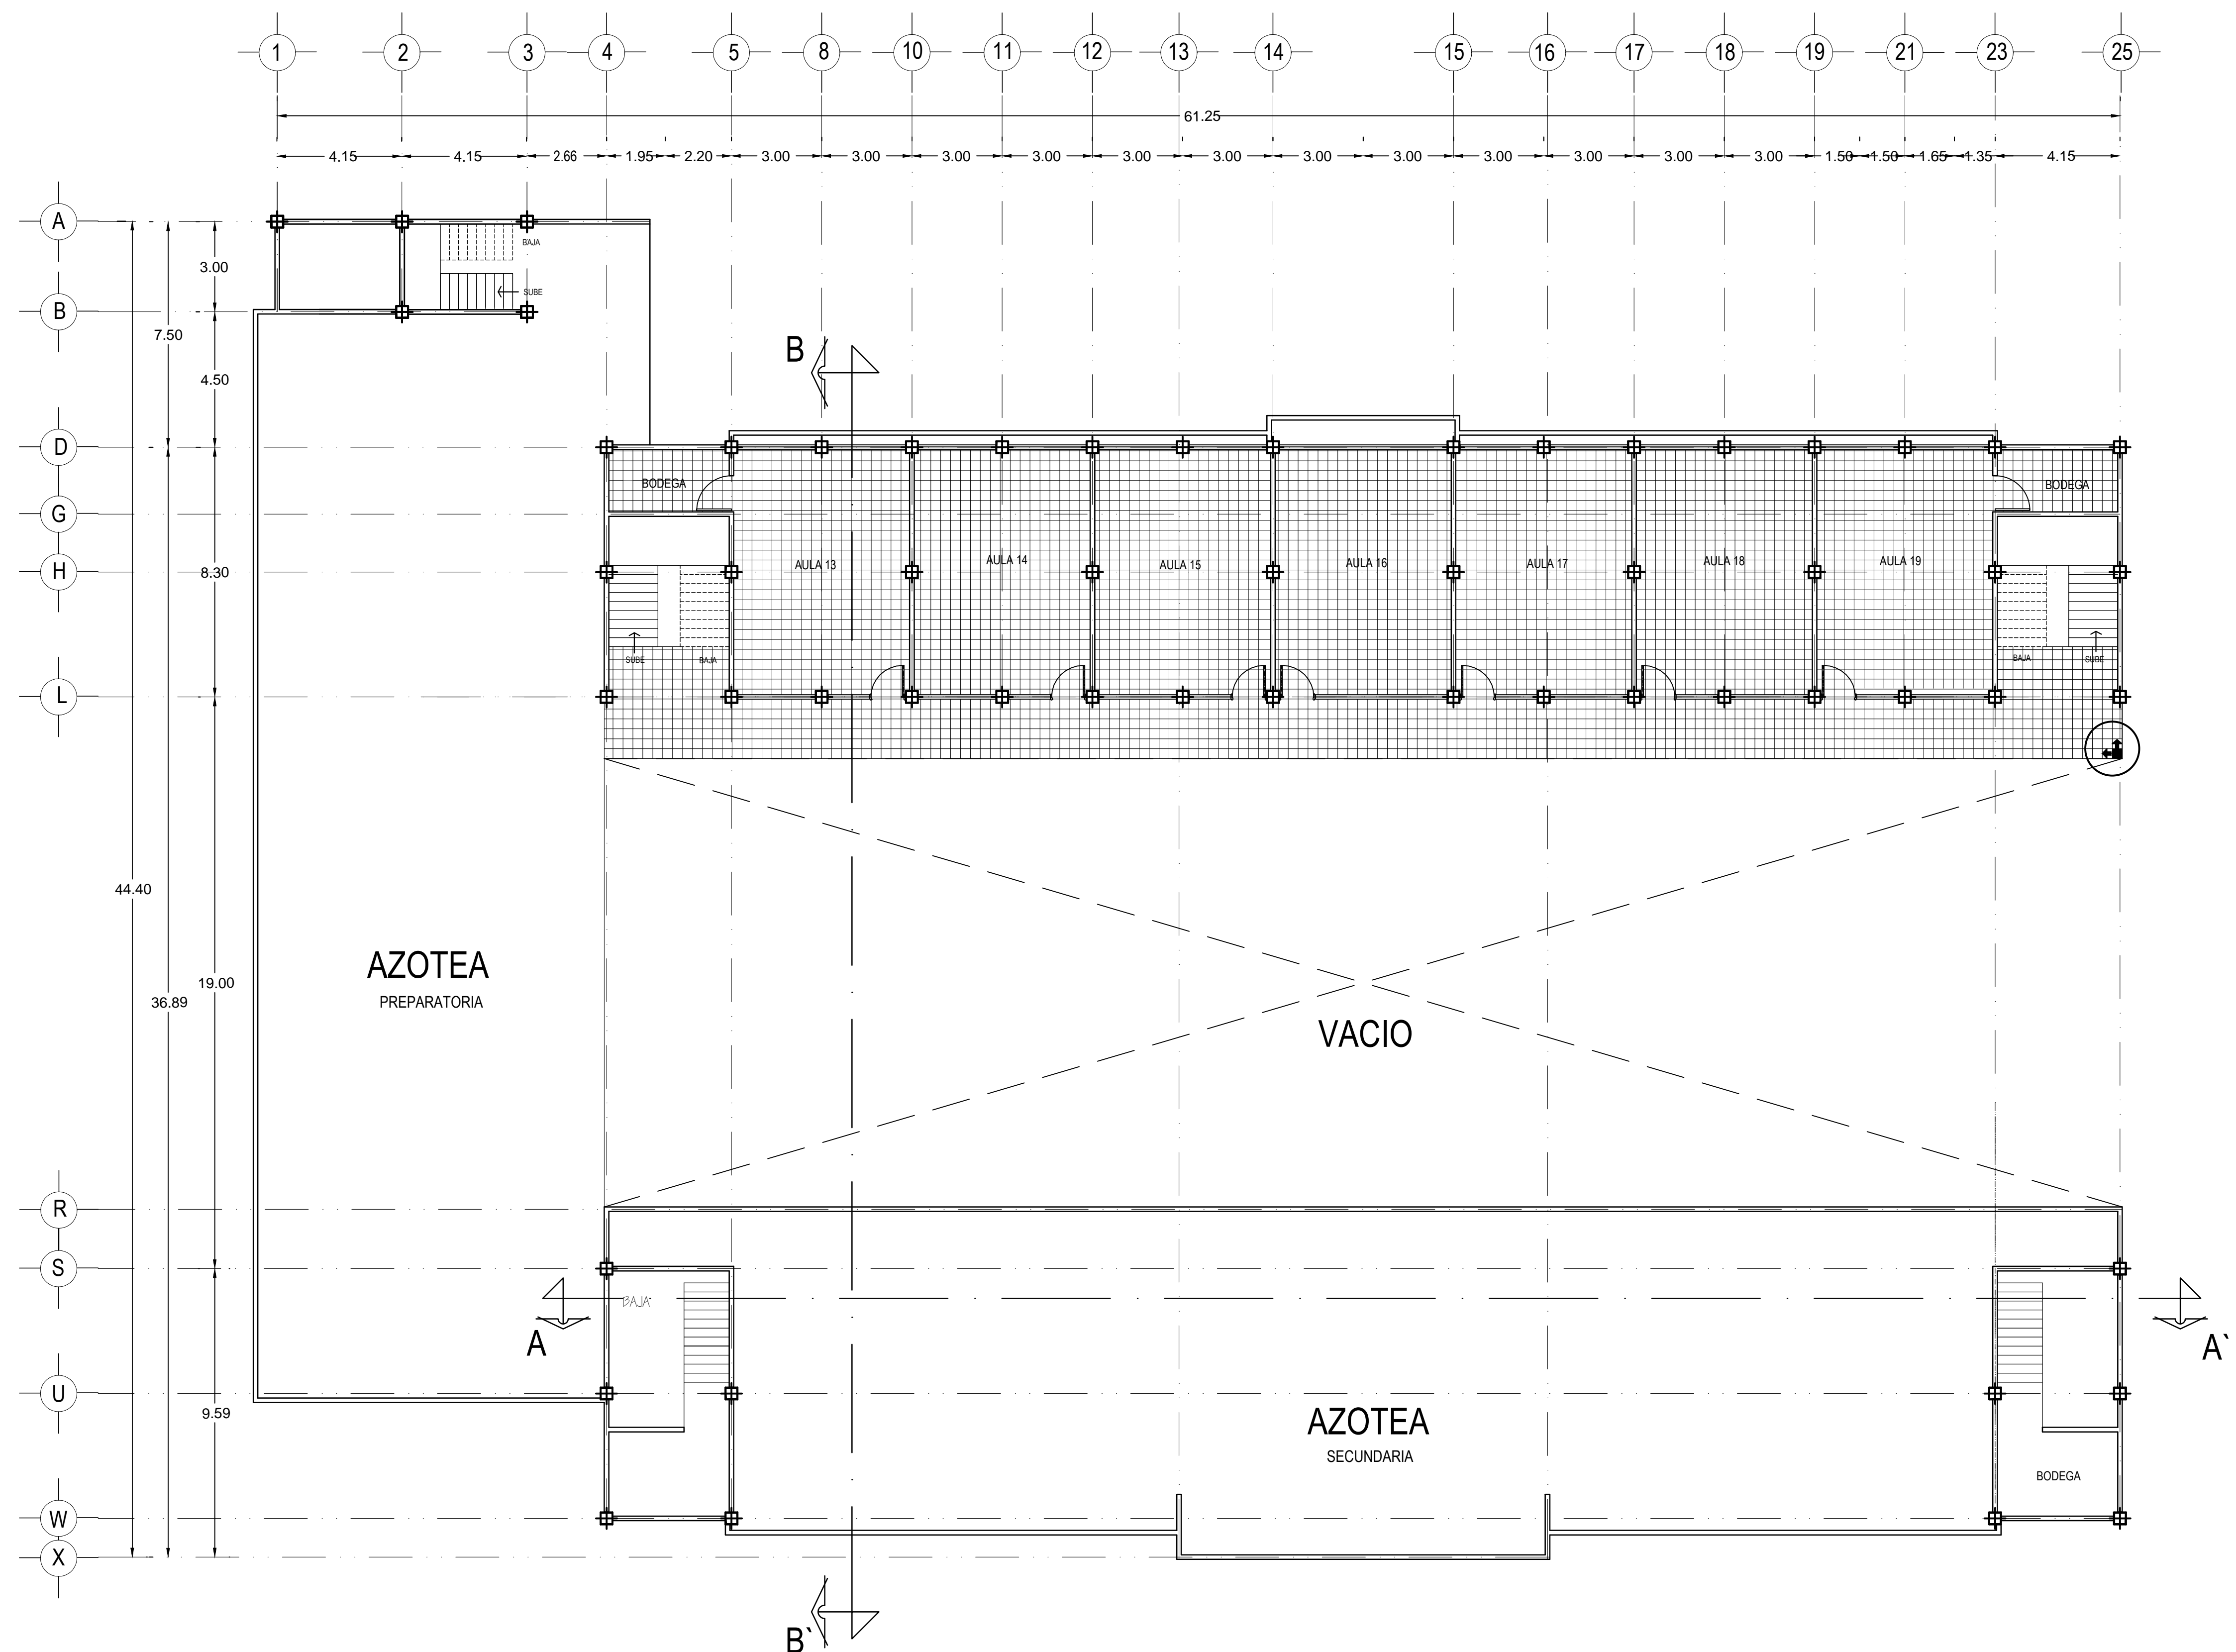 1 2 3 4 5 8 10 11 12 13 14 15 16 17 18 19 21 23 25
61.25
4.15 4.15 2.66 1.95 2.20 3.00 3.00 3.00 3.00 3.00 3.00 3.00 3.00 3.00 3.00 3.00 3.00 1.50 1.50 1.65 1.35 4.15
A
BAJA
3.00
SUBE
B
7.50
B
4.50
D
BODEGA BODEGA
G
H
8.30
AULA 13 AULA 14 AULA 15 AULA 16 AULA 17 AULA 18 AULA 19
SUBE BAJA BAJA SUBE
L
44.40
AZOTEA
PREPARATORIA
19.00
36.89
VACIO
R
S
BAJA
A A`
U
9.59
AZOTEA
SECUNDARIA
BODEGA
W
X
B`